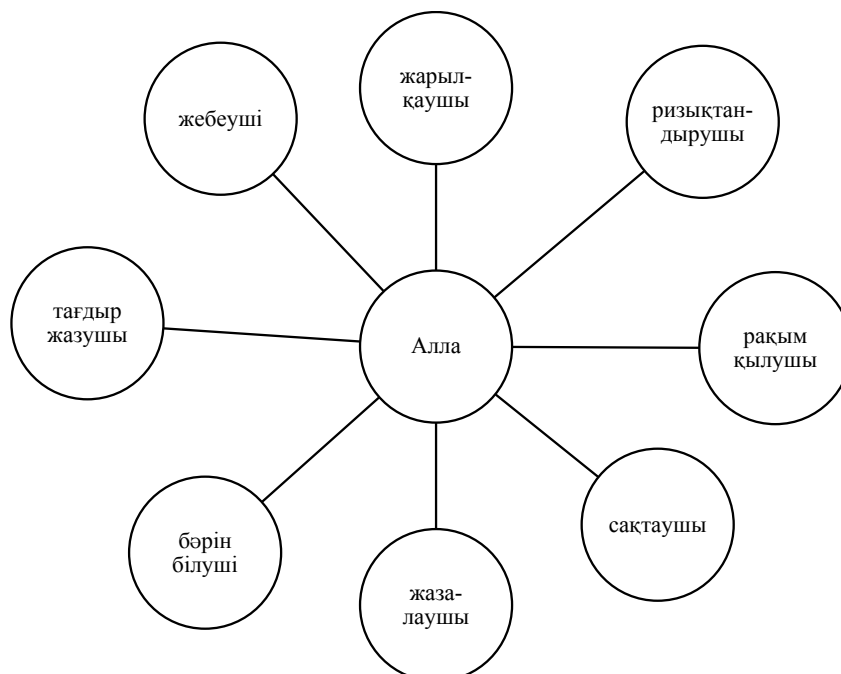 жарыл-
қаушы
жебеуші
ризықтан-
дырушы
тағдыр
жазушы
Алла
рақым
қылушы
сақтаушы
бәрін
білуші
жаза-
лаушы